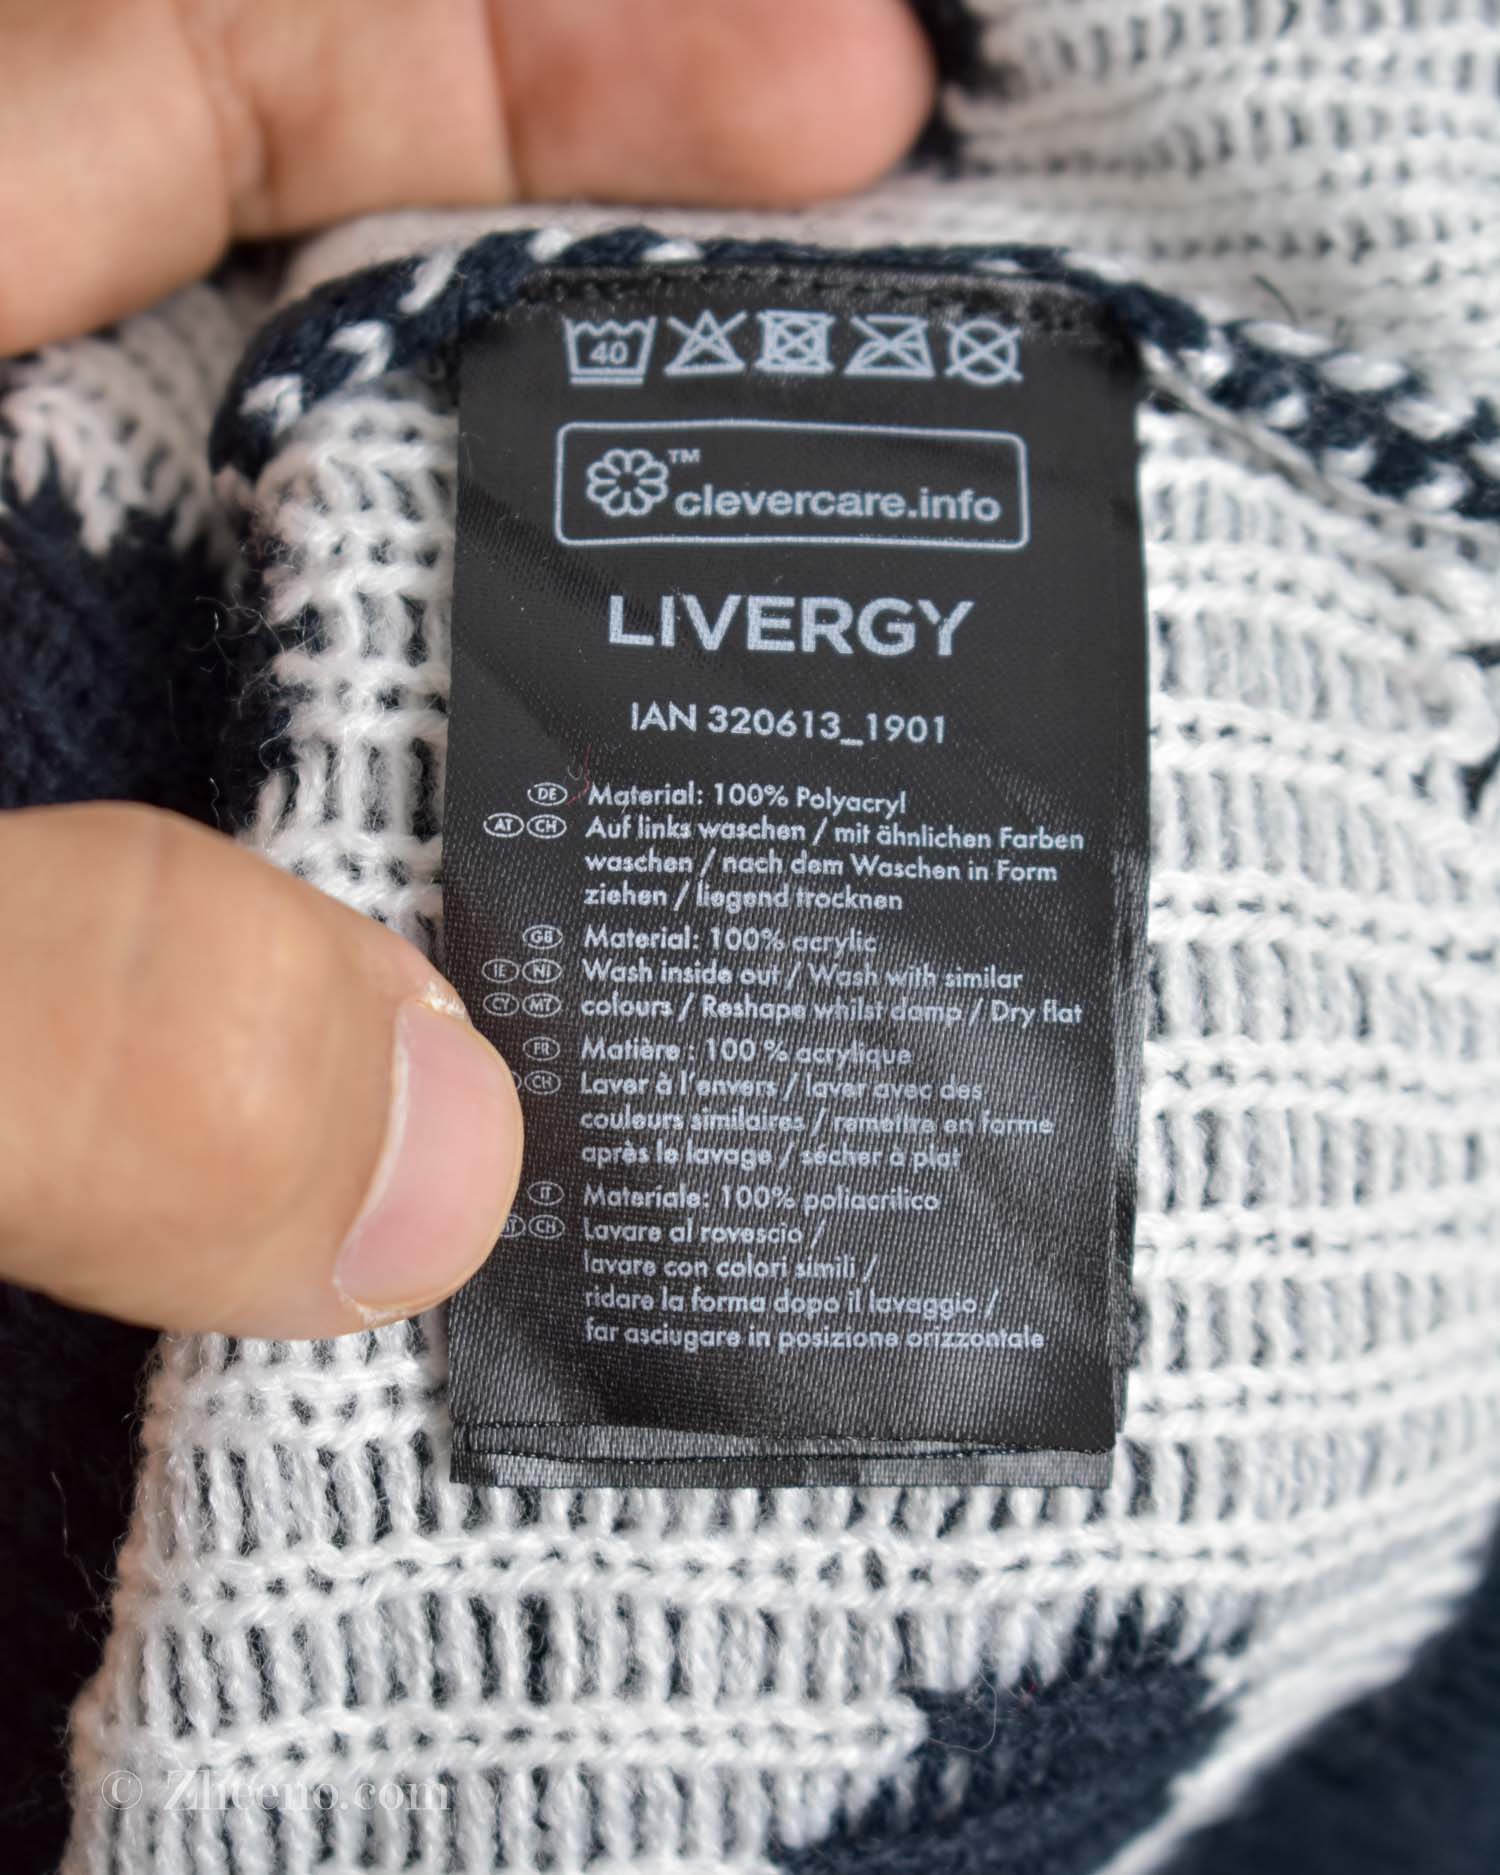 40
™
clevercare.info
LIVERGY
IAN 320613_1901
DE Material: 100% Polyacryl
AT CH Auf links waschen / mit ähnlichen Farben
waschen / nach dem Waschen in Form
ziehen / liegend trocknen
GB Material: 100% acrylic
IE NI Wash inside out / Wash with similar
CY MT colours / Reshape whilst damp / Dry flat
FR Matière : 100 % acrylique
CH Laver à l'envers / laver avec des
couleurs similaires / remettre en forme
après le lavage / sécher à plat
IT Materiale: 100% poliacrilico
CH Lavare al rovescio /
lavare con colori simili /
ridare la forma dopo il lavaggio /
far asciugare in posizione orizzontale
© Zliceno.com